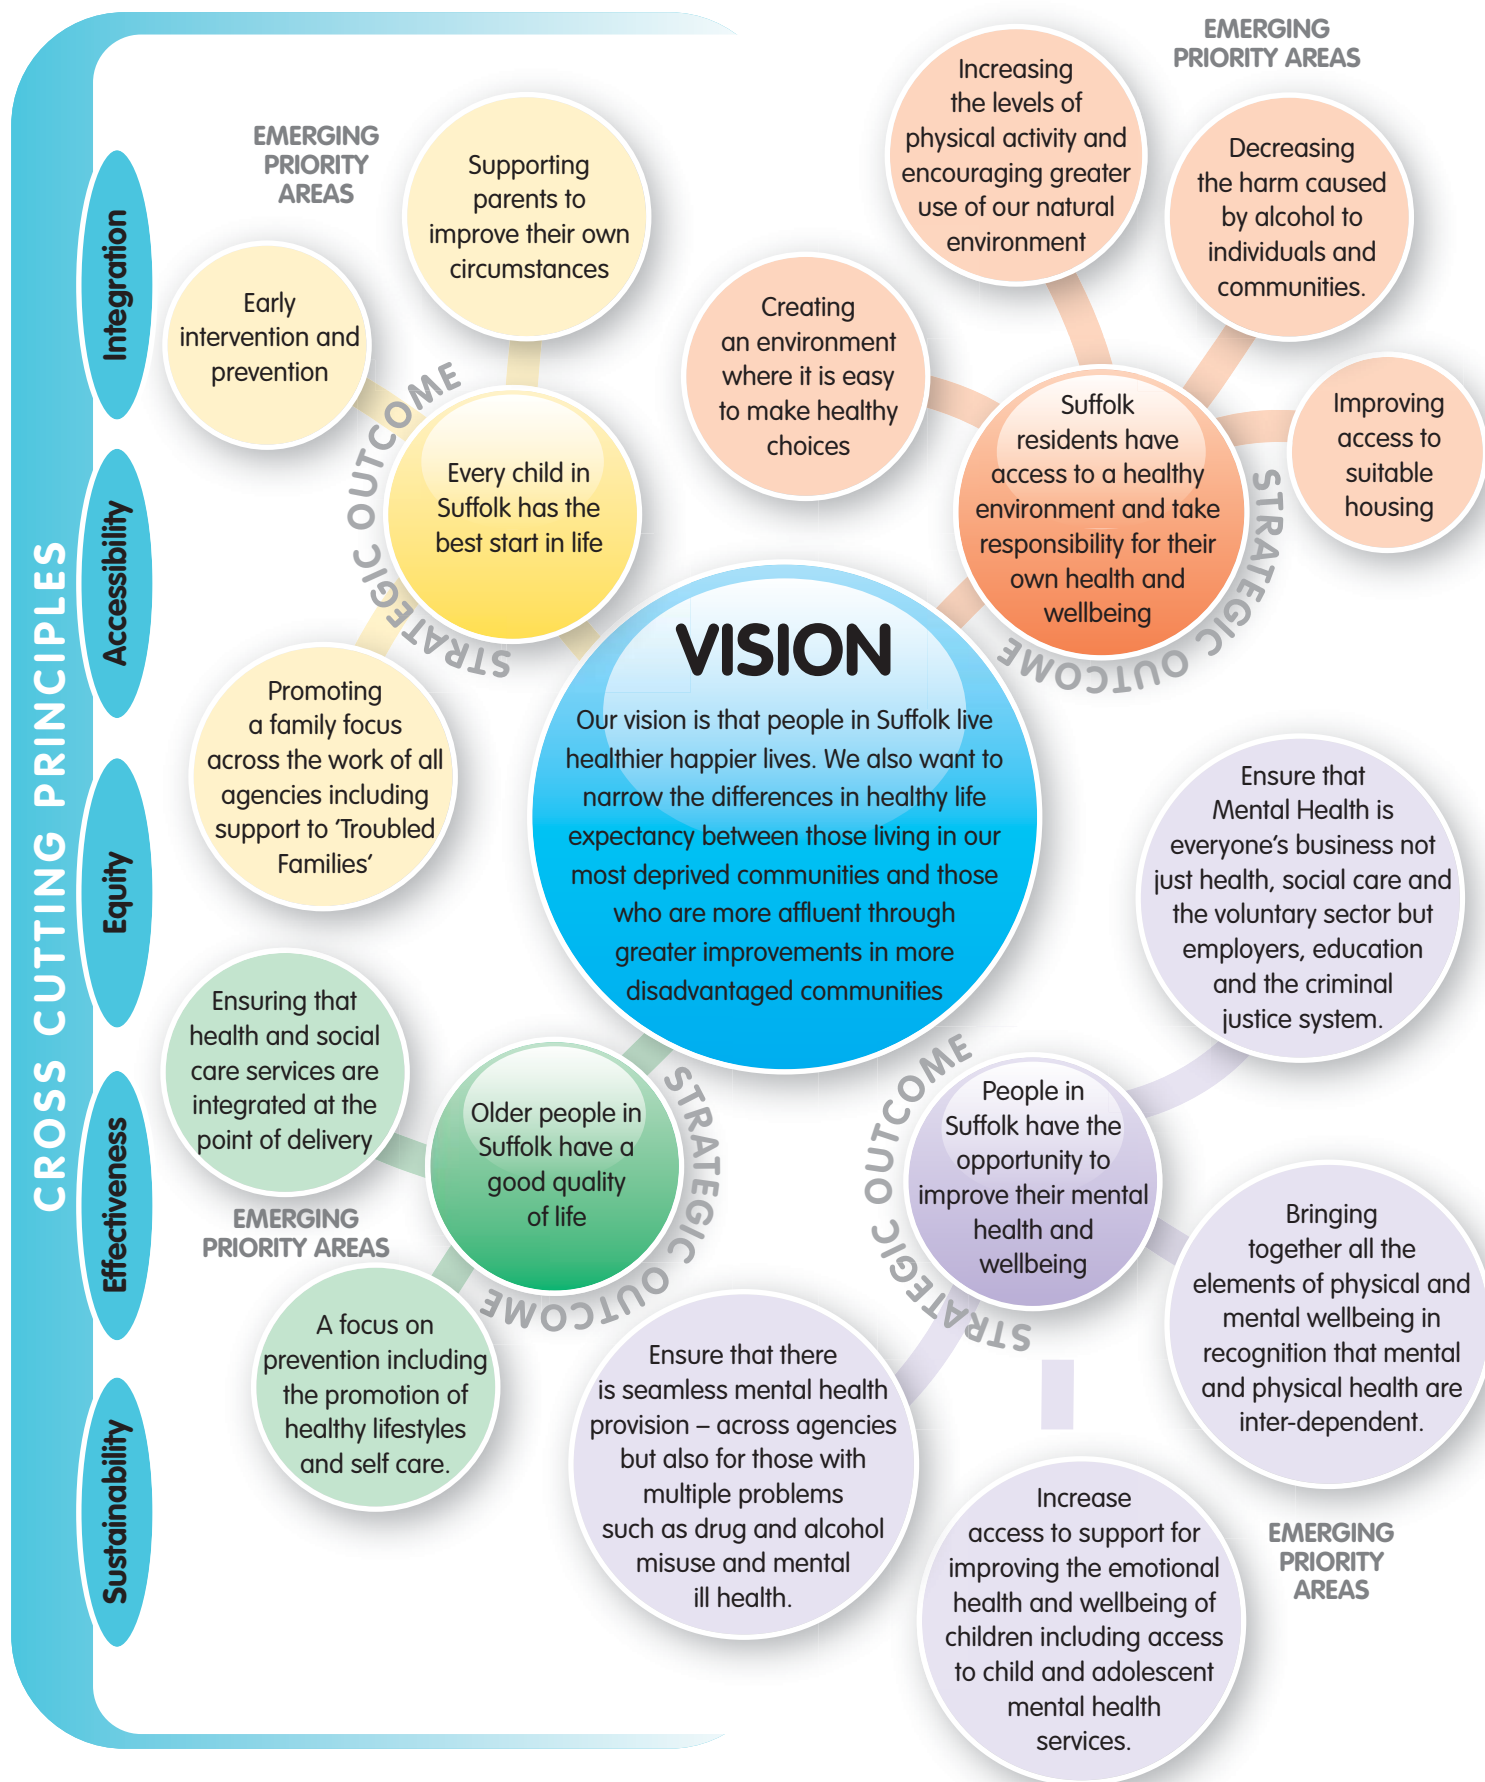 CROSS CUTTING PRINCIPLES
Integration
Accessibility
Equity
Effectiveness
Sustainability
EMERGING
PRIORITY
AREAS
Early
intervention and
prevention
Supporting
parents to
improve their own
circumstances
Promoting
a family focus
across the work of all
agencies including
support to ‘Troubled
Families’
STRATEGIC OUTCOME
Every child in
Suffolk has the
best start in life
EMERGING
PRIORITY AREAS
Creating
an environment
where it is easy
to make healthy
choices
Increasing
the levels of
physical activity and
encouraging greater
use of our natural
environment
Decreasing
the harm caused
by alcohol to
individuals and
communities.
Improving
access to
suitable
housing
Suffolk
residents have
access to a healthy
environment and take
responsibility for their
own health and
wellbeing
STRATEGIC OUTCOME
VISION
Our vision is that people in Suffolk live
healthier happier lives. We also want to
narrow the differences in healthy life
expectancy between those living in our
most deprived communities and those
who are more affluent through
greater improvements in more
disadvantaged communities
Ensuring that
health and social
care services are
integrated at the
point of delivery
EMERGING
PRIORITY AREAS
A focus on
prevention including
the promotion of
healthy lifestyles
and self care.
Older people in
Suffolk have a
good quality
of life
STRATEGIC OUTCOME
STRATEGIC OUTCOME
People in
Suffolk have the
opportunity to
improve their mental
health and
wellbeing
Ensure that
Mental Health is
everyone’s business not
just health, social care and
the voluntary sector but
employers, education
and the criminal
justice system.
Bringing
together all the
elements of physical and
mental wellbeing in
recognition that mental
and physical health are
inter-dependent.
Ensure that there
is seamless mental health
provision – across agencies
but also for those with
multiple problems
such as drug and alcohol
misuse and mental
ill health.
Increase
access to support for
improving the emotional
health and wellbeing of
children including access
to child and adolescent
mental health
services.
EMERGING
PRIORITY
AREAS